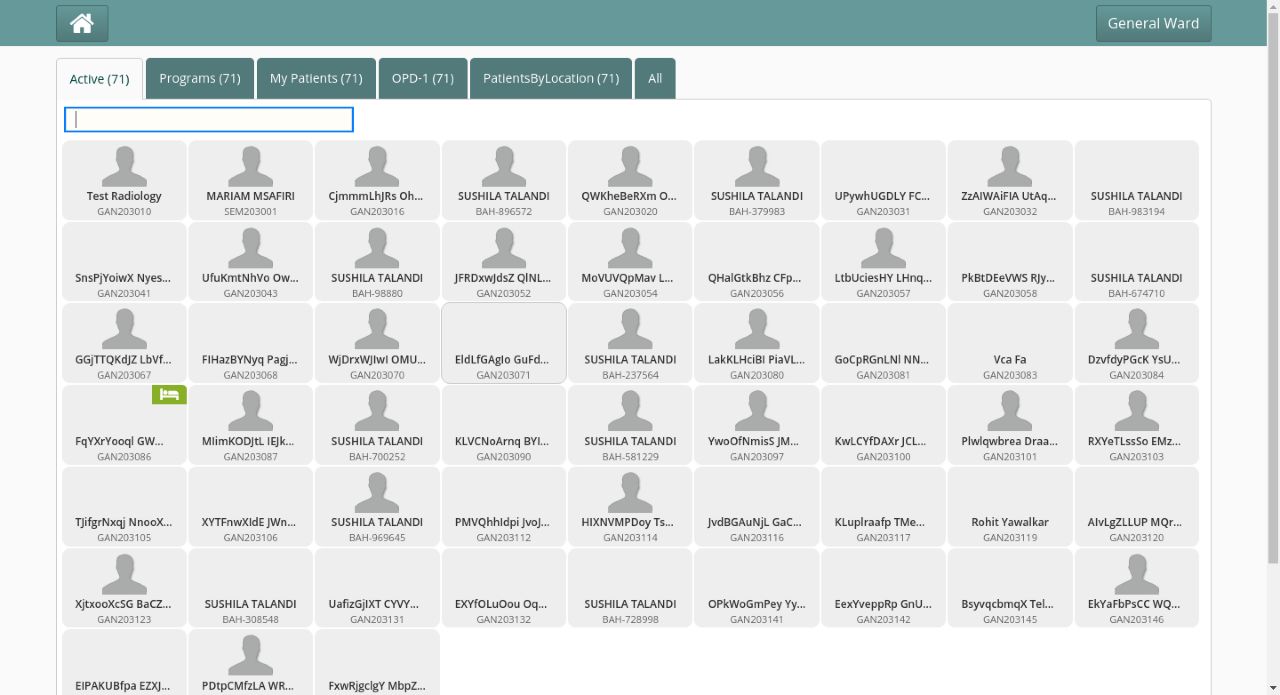 General Ward
Active (71)
Programs (71)
My Patients (71)
OPD-1 (71)
PatientsByLocation (71)
All
Test Radiology
GAN203010
MARIAM MSAFIRI
SEM203001
CjmmmLhJRs Oh...
GAN203016
SUSHILA TALANDI
BAH-896572
QWKheBeRXm O...
GAN203020
SUSHILA TALANDI
BAH-379983
UPywhUGDLY FC...
GAN203031
ZzAIWAiFIA UtAq...
GAN203032
SUSHILA TALANDI
BAH-983194
SnsPjYoiwX Nyes...
GAN203041
UfuKmtNhVo Ow...
GAN203043
SUSHILA TALANDI
BAH-98880
JFRDxwJdsZ QlNL...
GAN203052
MoVUVQpMav L...
GAN203054
QHalGtkBhz CFp...
GAN203056
LtbUciesHY LHnq...
GAN203057
PkBtDEeVWS RJy...
GAN203058
SUSHILA TALANDI
BAH-674710
GGjTTQKdJZ LbVf...
GAN203067
FIHazBYNyq Pagj...
GAN203068
WjDrxWJIwI OMU...
GAN203070
EldLfGAglo GuFd...
GAN203071
SUSHILA TALANDI
BAH-237564
LakKLHciBI PiaVL...
GAN203080
GoCpRGnLNl NN...
GAN203081
Vca Fa
GAN203083
DzvfdyPGcK YsU...
GAN203084
FqYXrYooql GW...
GAN203086
MIimKODJtL IEJk...
GAN203087
SUSHILA TALANDI
BAH-700252
KLVCNoArnq BYI...
GAN203090
SUSHILA TALANDI
BAH-581229
YwoOfNmisS JM...
GAN203097
KwLCYfDAXr JCL...
GAN203100
Plwlqwbrea Draa...
GAN203101
RXYeTLssSo EMz...
GAN203103
TJifgrNxqj NnooX...
GAN203105
XYTFnwXIdE JWn...
GAN203106
SUSHILA TALANDI
BAH-969645
PMVQhhIdpi JvoJ...
GAN203112
HIXNVMPDoy Ts...
GAN203114
JvdBGAuNjL GaC...
GAN203116
KLuplraafp TMe...
GAN203117
Rohit Yawalkar
GAN203119
AIvLgZLLUP MQr...
GAN203120
XjtxooXcSG BaCZ...
GAN203123
SUSHILA TALANDI
BAH-308548
UafizGjIXT CYVY...
GAN203131
EXYfOLuOou Oq...
GAN203132
SUSHILA TALANDI
BAH-728998
OPkWoGmPey Yy...
GAN203141
EexYveppRp GnU...
GAN203142
BsyvqcbmqX Tel...
GAN203145
EkYaFbPsCC WQ...
GAN203146
EIPAKUBfpa EZXJ...
PDtpCMfzLA WR...
FxwRjgclgY MbpZ...